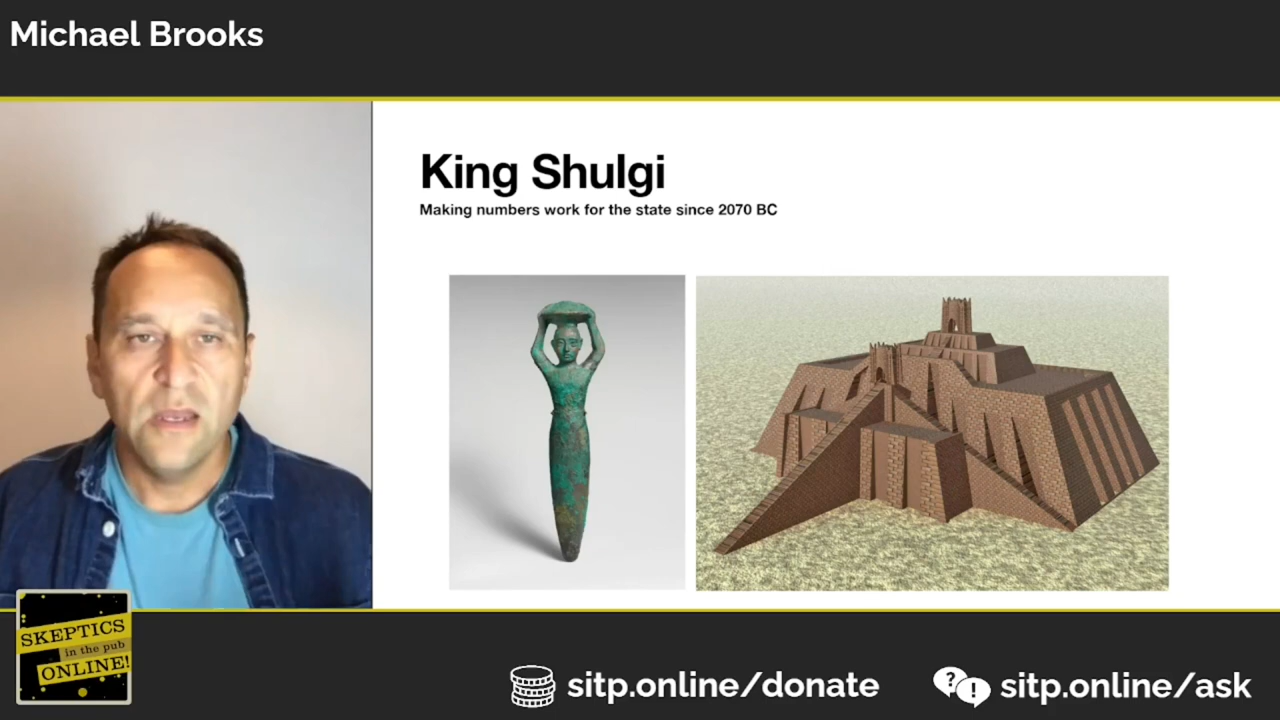 Michael Brooks
King Shulgi
Making numbers work for the state since 2070 BC
SKEPTICS
in the pub
ONLINE!
sitp.online/donate
? !
sitp.online/ask